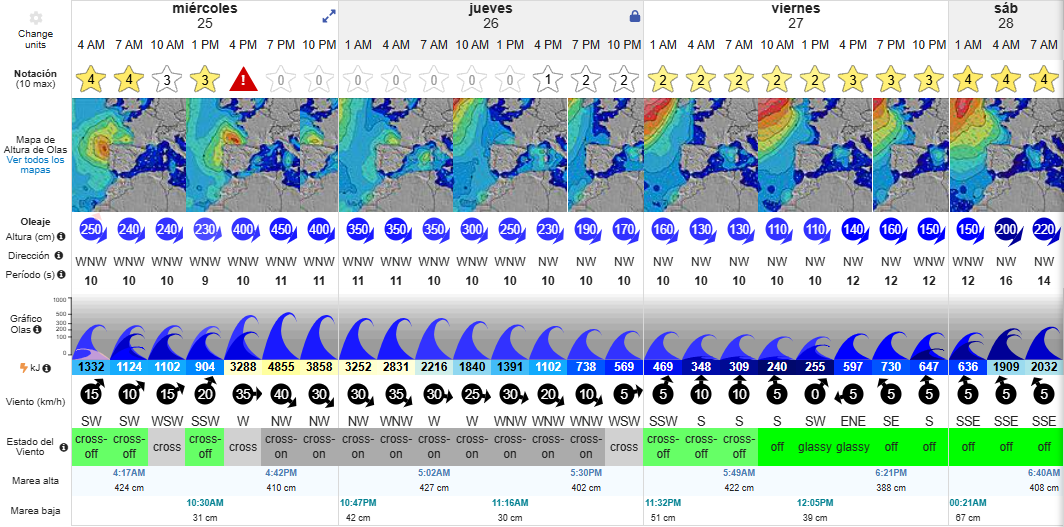 miércoles
25
jueves
26
viernes
27
sáb
28
Change
units
4 AM 7 AM 10 AM 1 PM 4 PM 7 PM 10 PM 1 AM 4 AM 7 AM 10 AM 1 PM 4 PM 7 PM 10 PM 1 AM 4 AM 7 AM 10 AM 1 PM 4 PM 7 PM 10 PM 1 AM 4 AM 7 AM
Notación
(10 max)
4 4 3 3 ! 0 0 0 0 0 0 0 1 2 2 2 2 2 2 2 3 3 3 4 4 4
Mapa de
Altura de Olas
Ver todos los
mapas
Oleaje
Altura (cm)
250 240 240 230 400 450 400 350 350 350 300 250 230 190 170 160 130 130 110 110 140 160 150 150 200 220
Dirección
WNW WNW WNW WNW WNW WNW WNW WNW WNW WNW WNW WNW NW NW NW NW NW NW NW NW NW NW WNW WNW NW NW
Período (s)
10 10 10 9 10 11 11 11 11 10 10 10 10 10 10 10 10 10 10 10 12 12 12 12 16 14
Gráfico
Olas
1000
500
300
200
100
0
kJ
1332 1124 1102 904 3288 4855 3858 3252 2831 2216 1840 1391 1102 738 569 469 348 309 240 255 597 730 647 636 1909 2032
Viento (km/h)
15 10 15 15 35 40 30 30 35 30 25 30 20 10 5 5 5 10 5 0 5 5 5 5 5 5
SW SW WSW SSW W NW NW NW NW W W WNW WNW WNW WSW SSW S S S SW ENE SE S SSE SSE SSE
Estado del
Viento
cross-off cross-off cross cross-off cross cross-on cross-on cross-on cross-on cross-on cross-on cross-on cross-on cross-on cross cross-off cross-off cross-off off glassy glassy off off off off off
Marea alta
4:17AM 4:42PM 5:02AM 5:30PM 5:49AM 6:21PM 6:40AM
424 cm 410 cm 427 cm 402 cm 422 cm 388 cm 408 cm
Marea baja
10:30AM 10:47PM 11:16AM 11:32PM 12:05PM 00:21AM
31 cm 42 cm 30 cm 51 cm 39 cm 67 cm